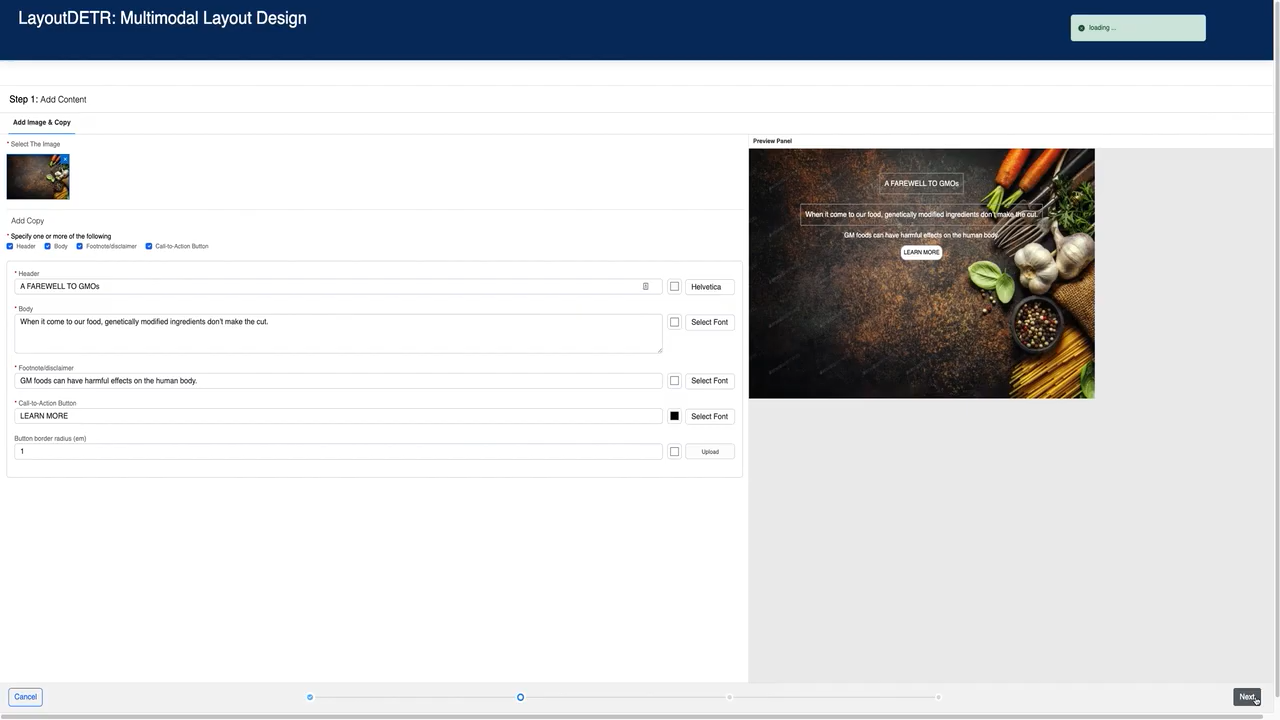 LayoutDETR: Multimodal Layout Design
loading ...
Step 1: Add Content
Add Image & Copy
* Select The Image
Preview Panel
A FAREWELL TO GMOs
When it come to our food, genetically modified ingredients don't make the cut.
GM foods can have harmful effects on the human body.
LEARN MORE
Add Copy
* Specify one or more of the following
Header Body Footnote/disclaimer Call-to-Action Button
* Header
A FAREWELL TO GMOs Helvetica
* Body
When it come to our food, genetically modified ingredients don't make the cut. Select Font
* Footnote/disclaimer
GM foods can have harmful effects on the human body. Select Font
* Call-to-Action Button
LEARN MORE Select Font
Button border radius (em)
1 Upload
Cancel Next